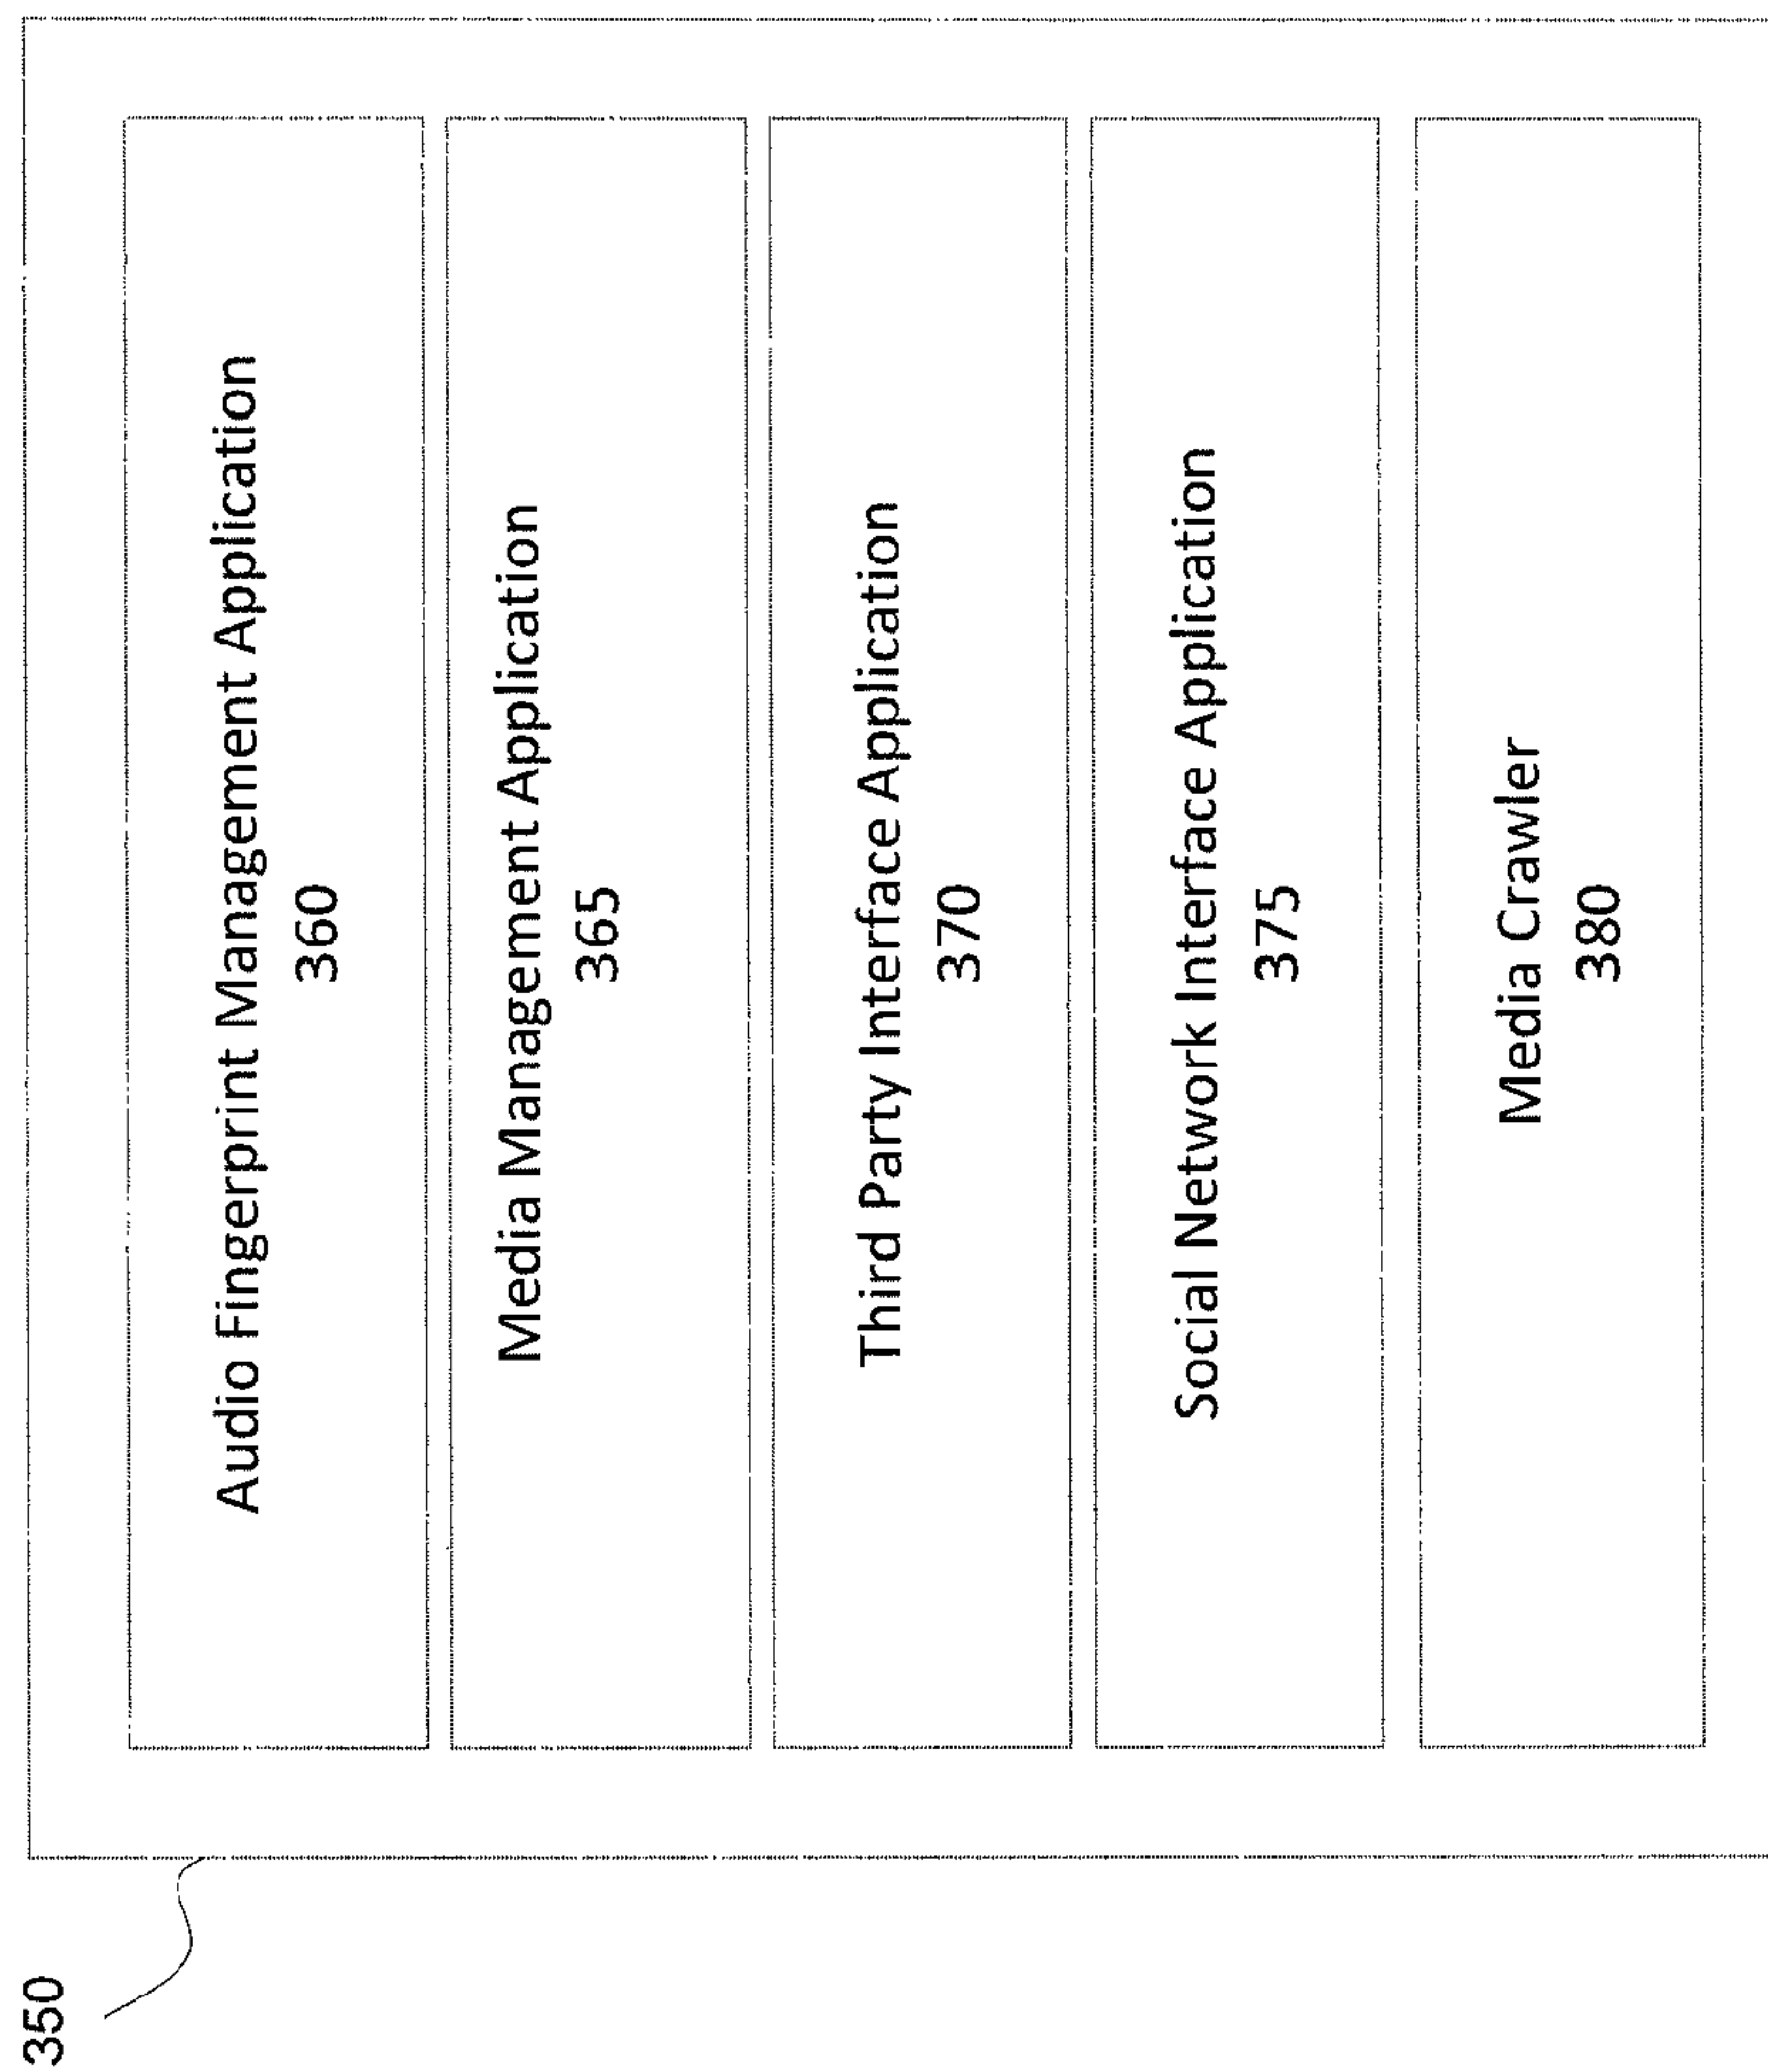 350
Audio Fingerprint Management Application
360
Media Management Application
365
Third Party Interface Application
370
Social Network Interface Application
375
Media Crawler
380